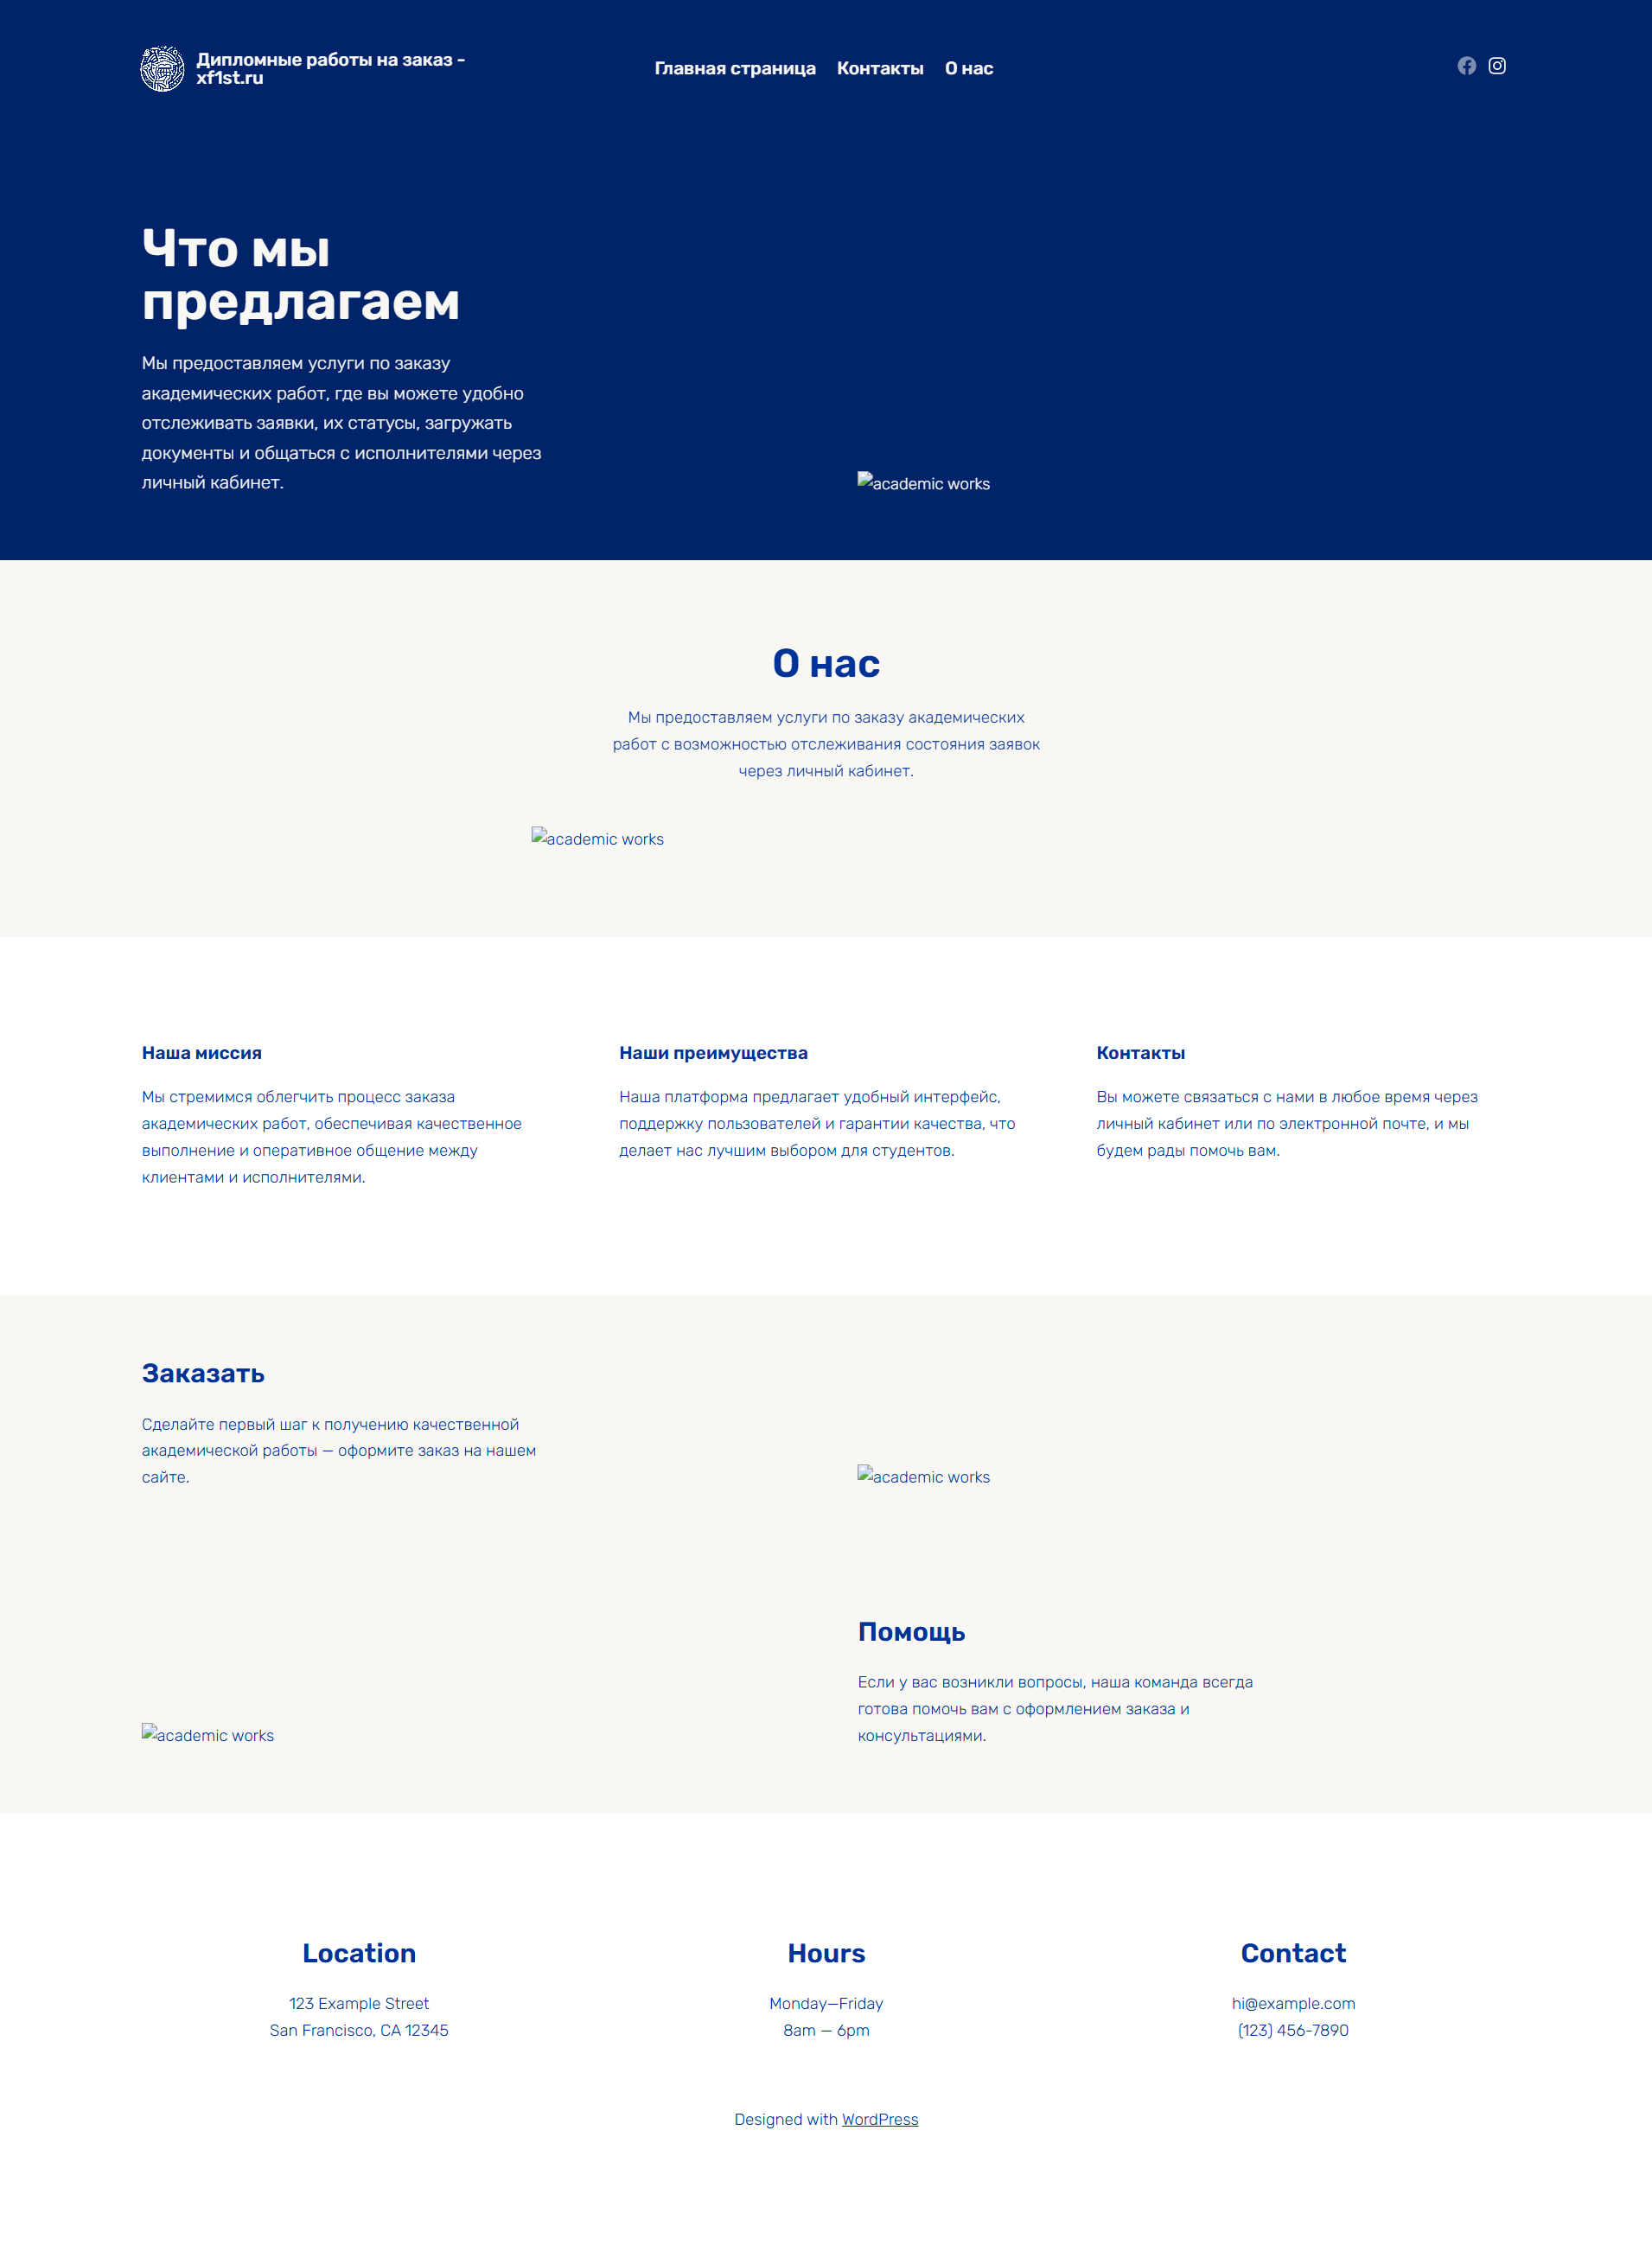 Дипломные работы на заказ -
xf1st.ru
Главная страница Контакты О нас
Что мы
предлагаем
Мы предоставляем услуги по заказу
академических работ, где вы можете удобно
отслеживать заявки, их статусы, загружать
документы и общаться с исполнителями через
личный кабинет.
academic works
О нас
Мы предоставляем услуги по заказу академических
работ с возможностью отслеживания состояния заявок
через личный кабинет.
academic works
Наша миссия
Мы стремимся облегчить процесс заказа
академических работ, обеспечивая качественное
выполнение и оперативное общение между
клиентами и исполнителями.
Наши преимущества
Наша платформа предлагает удобный интерфейс,
поддержку пользователей и гарантии качества, что
делает нас лучшим выбором для студентов.
Контакты
Вы можете связаться с нами в любое время через
личный кабинет или по электронной почте, и мы
будем рады помочь вам.
Заказать
Сделайте первый шаг к получению качественной
академической работы — оформите заказ на нашем
сайте.
academic works
academic works
Помощь
Если у вас возникли вопросы, наша команда всегда
готова помочь вам с оформлением заказа и
консультациями.
Location
123 Example Street
San Francisco, CA 12345
Hours
Monday—Friday
8am — 6pm
Contact
hi@example.com
(123) 456-7890
Designed with WordPress